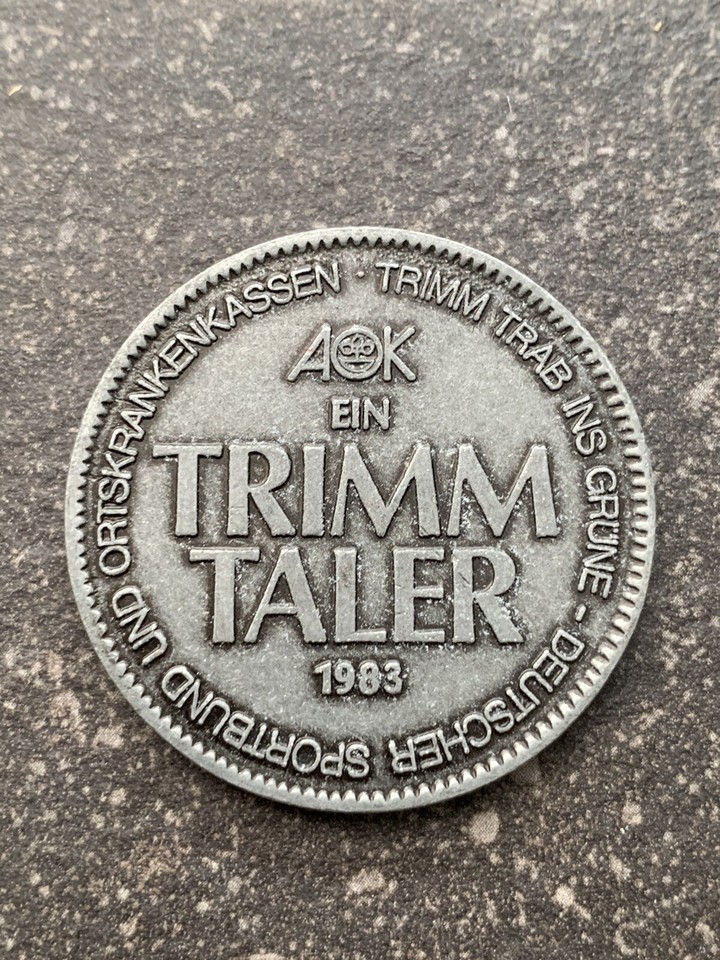 AOK
EIN
TRIMM
TALER
1983
TRIMM TRAB INS GRÜNE - DEUTSCHER SPORTBUND UND ORTSKRANKENKASSEN ·